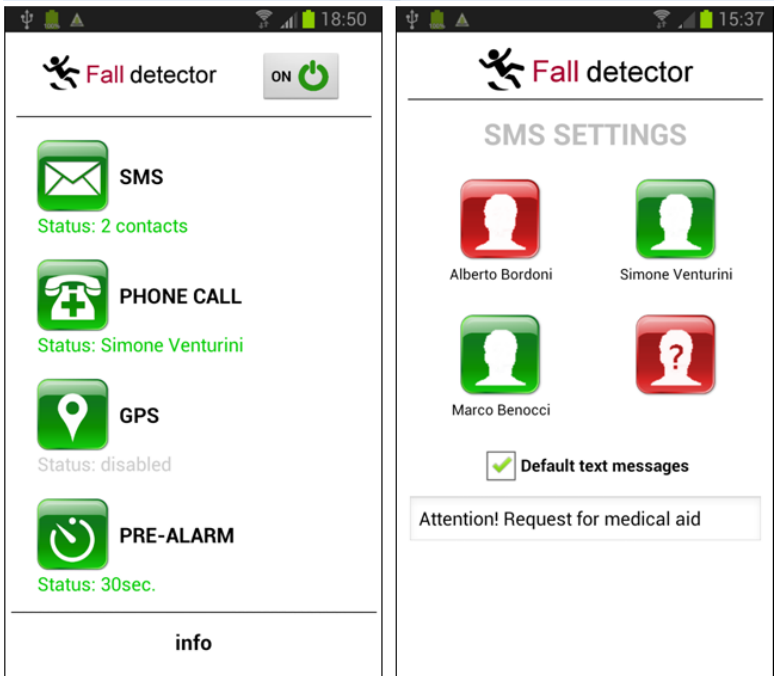 18:50
Fall detector
ON
SMS
Status: 2 contacts
PHONE CALL
Status: Simone Venturini
GPS
Status: disabled
PRE-ALARM
Status: 30sec.
info
15:37
Fall detector
SMS SETTINGS
Alberto Bordoni
Simone Venturini
Marco Benocci
?
Default text messages
Attention! Request for medical aid